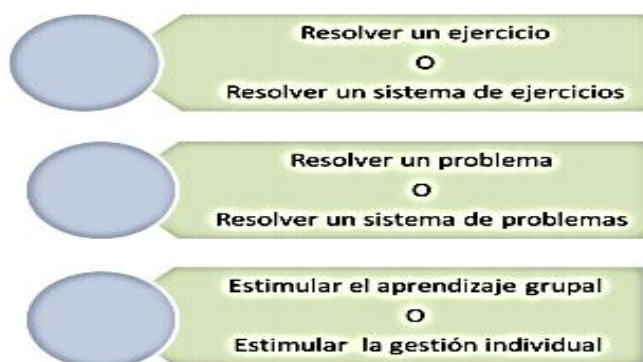 Resolver un ejercicio
O
Resolver un sistema de ejercicios
Resolver un problema
O
Resolver un sistema de problemas
Estimular el aprendizaje grupal
O
Estimular la gestión individual